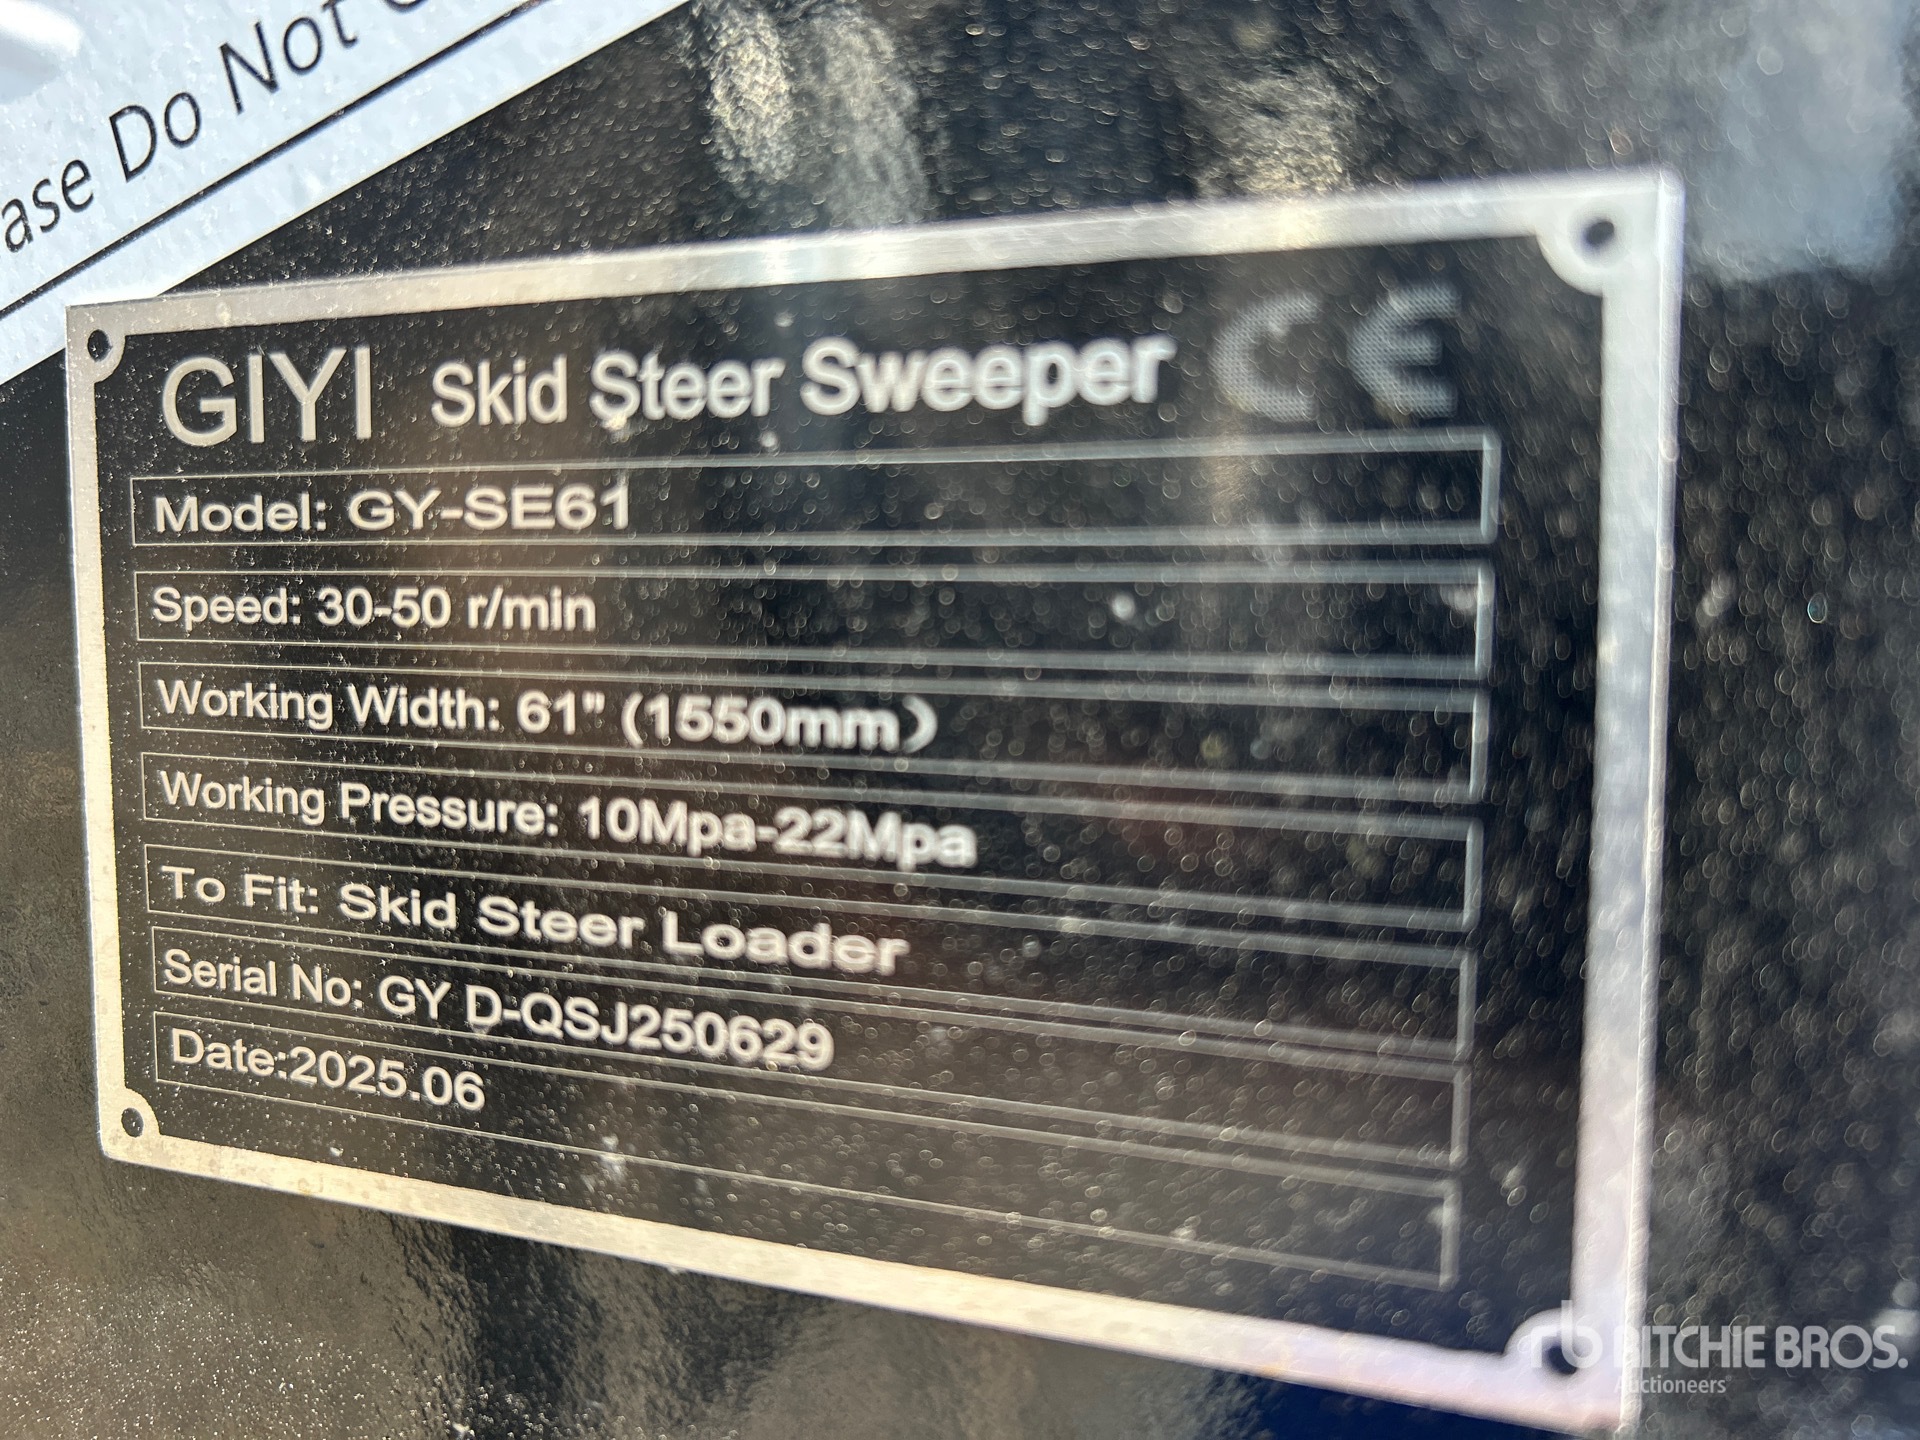 ase Do Not
GIYI Skid Steer Sweeper CE
Model: GY-SE61
Speed: 30-50 r/min
Working Width: 61" (1550mm)
Working Pressure: 10Mpa-22Mpa
To Fit: Skid Steer Loader
Serial No: GY D-QSJ250629
Date:2025.06
rb RITCHIE BROS.
Auctioneers